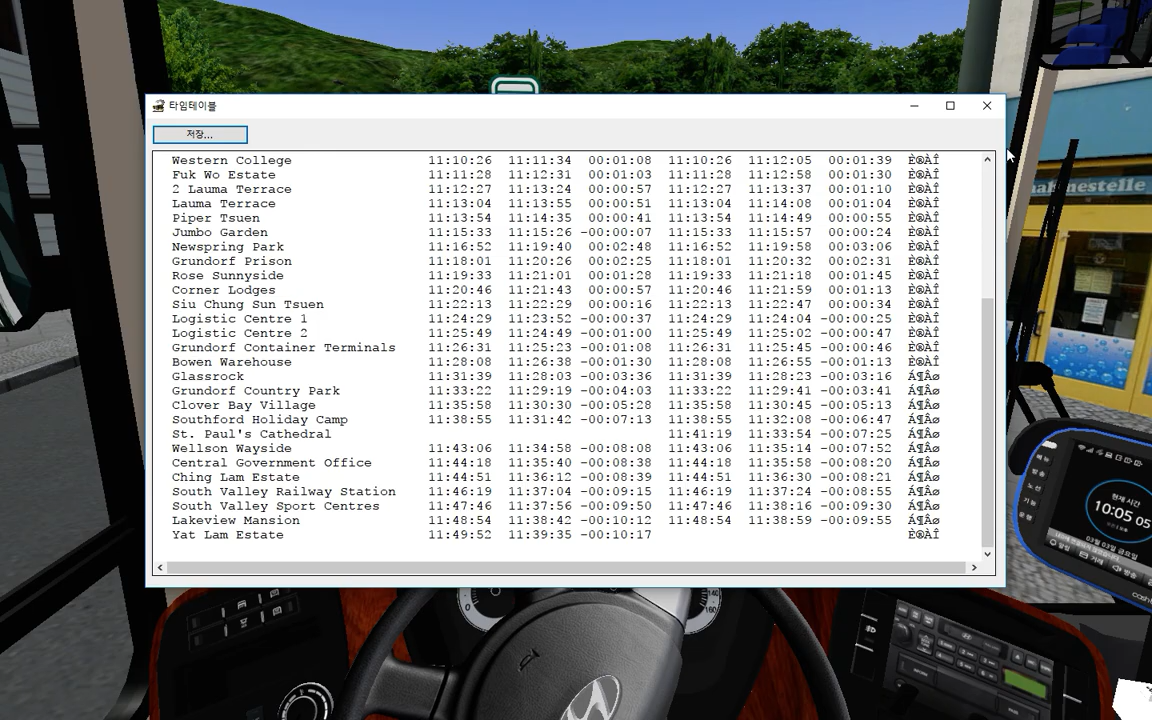 타임테이블
저장...
Western College 11:10:26 11:11:34 00:01:08 11:10:26 11:12:05 00:01:39 È®ÀÎ
Fuk Wo Estate 11:11:28 11:12:31 00:01:03 11:11:28 11:12:58 00:01:30 È®ÀÎ
2 Lauma Terrace 11:12:27 11:13:24 00:00:57 11:12:27 11:13:37 00:01:10 È®ÀÎ
Lauma Terrace 11:13:04 11:13:55 00:00:51 11:13:04 11:14:08 00:01:04 È®ÀÎ
Piper Tsuen 11:13:54 11:14:35 00:00:41 11:13:54 11:14:49 00:00:55 È®ÀÎ
Jumbo Garden 11:15:33 11:15:26 -00:00:07 11:15:33 11:15:57 00:00:24 È®ÀÎ
Newspring Park 11:16:52 11:19:40 00:02:48 11:16:52 11:19:58 00:03:06 È®ÀÎ
Grundorf Prison 11:18:01 11:20:26 00:02:25 11:18:01 11:20:32 00:02:31 È®ÀÎ
Rose Sunnyside 11:19:33 11:21:01 00:01:28 11:19:33 11:21:18 00:01:45 È®ÀÎ
Corner Lodges 11:20:46 11:21:43 00:00:57 11:20:46 11:21:59 00:01:13 È®ÀÎ
Siu Chung Sun Tsuen 11:22:13 11:22:29 00:00:16 11:22:13 11:22:47 00:00:34 È®ÀÎ
Logistic Centre 1 11:24:29 11:23:52 -00:00:37 11:24:29 11:24:04 -00:00:25 È®ÀÎ
Logistic Centre 2 11:25:49 11:24:49 -00:01:00 11:25:49 11:25:02 -00:00:47 È®ÀÎ
Grundorf Container Terminals 11:26:31 11:25:23 -00:01:08 11:26:31 11:25:45 -00:00:46 È®ÀÎ
Bowen Warehouse 11:28:08 11:26:38 -00:01:30 11:28:08 11:26:55 -00:01:13 È®ÀÎ
Glassrock 11:31:39 11:28:03 -00:03:36 11:31:39 11:28:23 -00:03:16 Á¶Âø
Grundorf Country Park 11:33:22 11:29:19 -00:04:03 11:33:22 11:29:41 -00:03:41 Á¶Âø
Clover Bay Village 11:35:58 11:30:30 -00:05:28 11:35:58 11:30:45 -00:05:13 Á¶Âø
Southford Holiday Camp 11:38:55 11:31:42 -00:07:13 11:38:55 11:32:08 -00:06:47 Á¶Âø
St. Paul's Cathedral 11:41:19 11:33:54 -00:07:25 Á¶Âø
Wellson Wayside 11:43:06 11:34:58 -00:08:08 11:43:06 11:35:14 -00:07:52 Á¶Âø
Central Government Office 11:44:18 11:35:40 -00:08:38 11:44:18 11:35:58 -00:08:20 Á¶Âø
Ching Lam Estate 11:44:51 11:36:12 -00:08:39 11:44:51 11:36:30 -00:08:21 Á¶Âø
South Valley Railway Station 11:46:19 11:37:04 -00:09:15 11:46:19 11:37:24 -00:08:55 Á¶Âø
South Valley Sport Centres 11:47:46 11:37:56 -00:09:50 11:47:46 11:38:16 -00:09:30 Á¶Âø
Lakeview Mansion 11:48:54 11:38:42 -00:10:12 11:48:54 11:38:59 -00:09:55 Á¶Âø
Yat Lam Estate 11:49:52 11:39:35 -00:10:17 È®ÀÎ
현재 시간
10:05 05
03월 03일 금요일